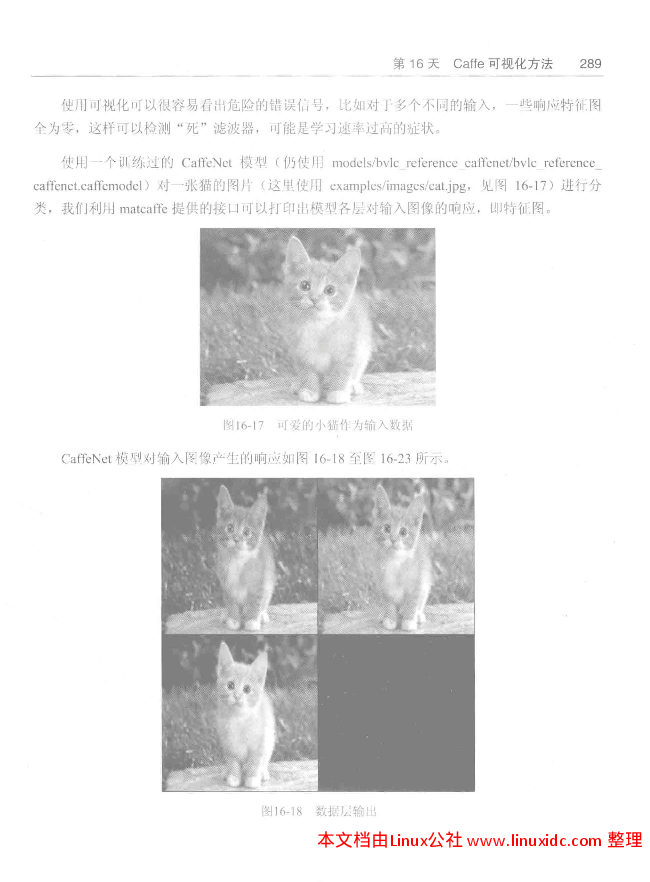 第 16 天 Caffe 可视化方法 289
使用可视化可以很容易看出危险的错误信号，比如对于多个不同的输入，一些响应特征图
全为零，这样可以检测“死”滤波器，可能是学习速率过高的症状。
使用一个训练过的 CaffeNet 模型（仍使用 models/bvlc_reference_caffenet/bvlc_reference_
caffenet.caffemodel）对一张猫的图片（这里使用 examples/images/cat.jpg，见图 16-17）进行分
类，我们利用 matcaffe 提供的接口可以打印出模型各层对输入图像的响应，即特征图。
图16-17 可爱的小猫作为输入数据
CaffeNet 模型对输入图像产生的响应如图 16-18 至图 16-23 所示。
图16-18 数据层输出
本文档由Linux公社 www.linuxidc.com 整理